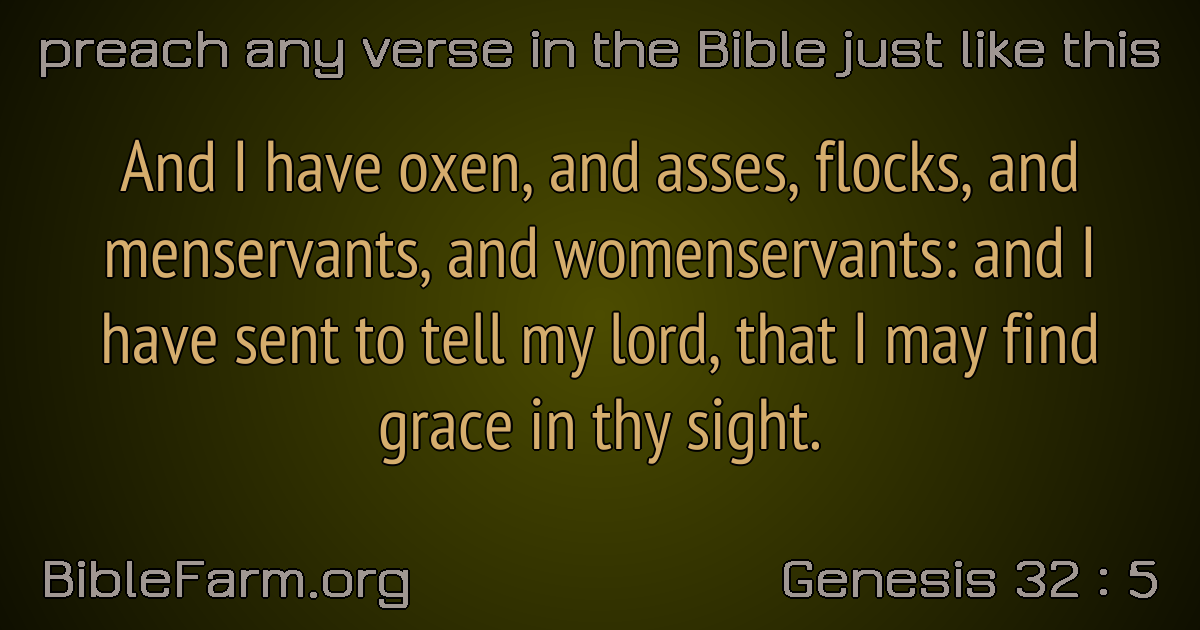 preach any verse in the Bible just like this
And I have oxen, and asses, flocks, and
menservants, and womenservants: and I
have sent to tell my lord, that I may find
grace in thy sight.
BibleFarm.org
Genesis 32 : 5